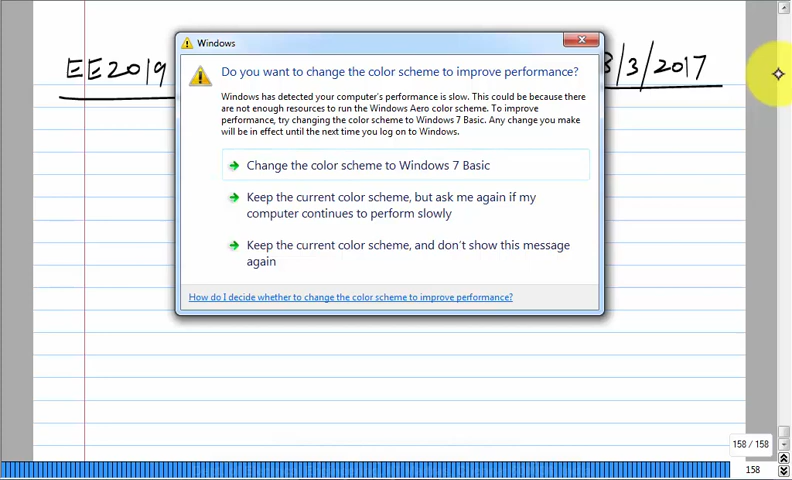 Windows
EE2019
3/3/2017
Do you want to change the color scheme to improve performance?
Windows has detected your computer's performance is slow. This could be because there
are not enough resources to run the Windows Aero color scheme. To improve
performance, try changing the color scheme to Windows 7 Basic. Any change you make
will be in effect until the next time you log on to Windows.
Change the color scheme to Windows 7 Basic
Keep the current color scheme, but ask me again if my
computer continues to perform slowly
Keep the current color scheme, and don't show this message
again
How do I decide whether to change the color scheme to improve performance?
158 / 158
158